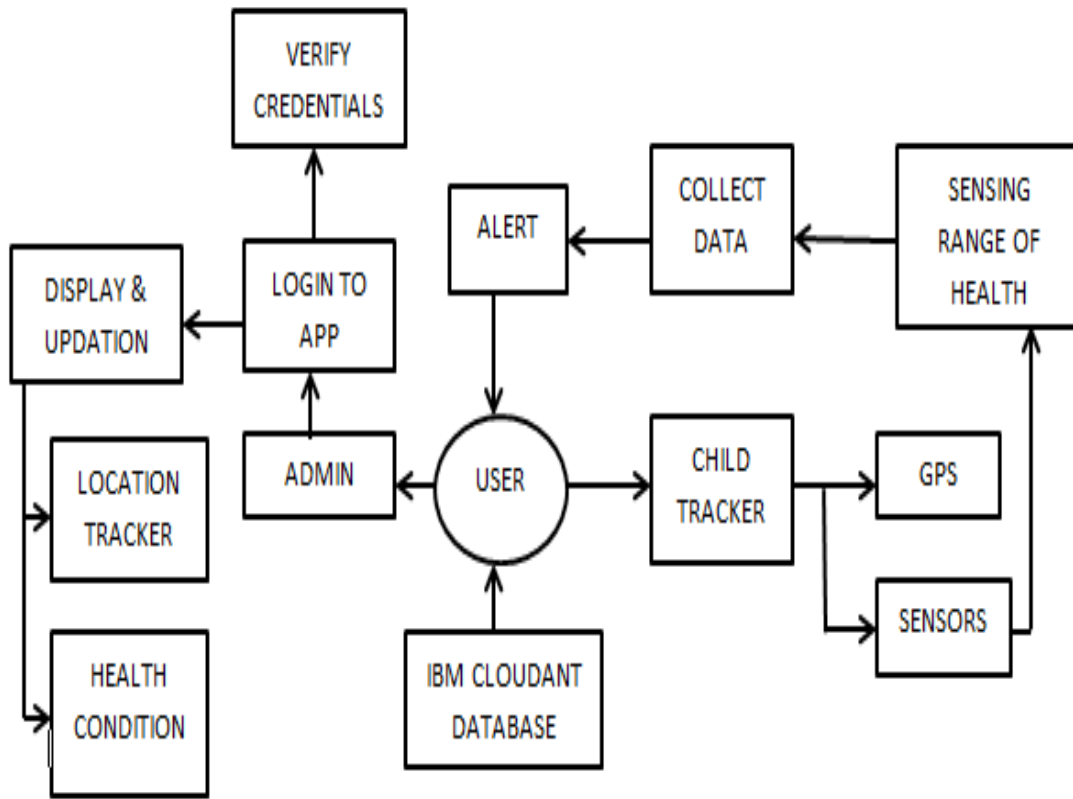 VERIFY
CREDENTIALS
ALERT
COLLECT
DATA
SENSING
RANGE OF
HEALTH
DISPLAY &
UPDATION
LOGIN TO
APP
LOCATION
TRACKER
ADMIN
USER
CHILD
TRACKER
GPS
SENSORS
HEALTH
CONDITION
IBM CLOUDANT
DATABASE